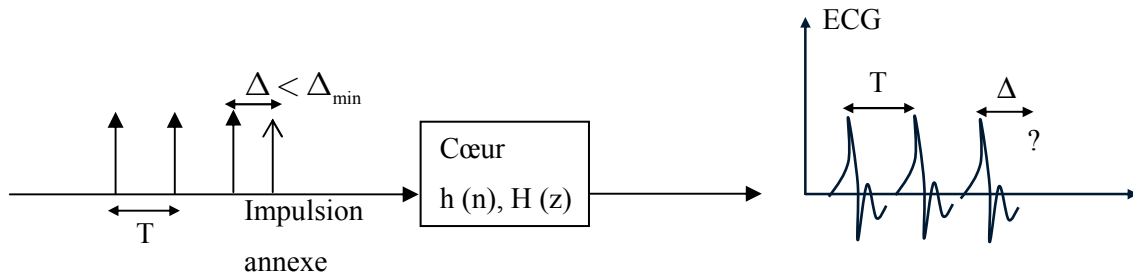 Δ < Δmin
T
Impulsion
annexe
Cœur
h (n), H (z)
ECG
T
Δ
?